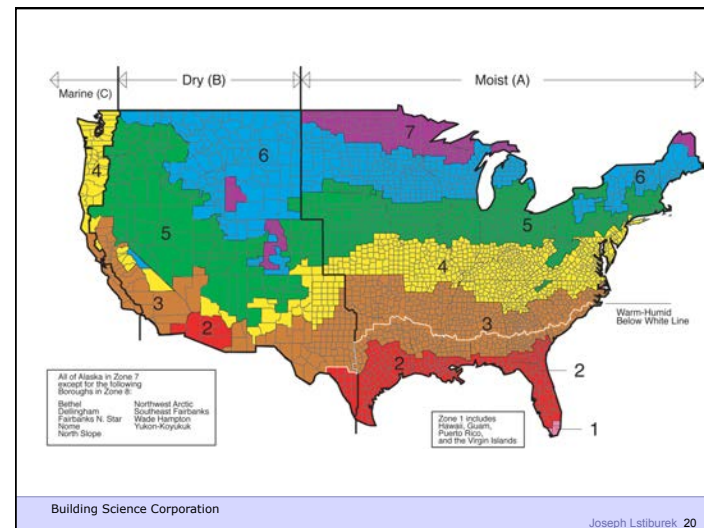 Marine (C)
Dry (B)
Moist (A)
7
6
4
6
5
5
4
3
3
2
2
2
1
Warm-Humid
Below White Line
All of Alaska in Zone 7
except for the following
Boroughs in Zone 8:
Bethel Northwest Arctic
Dellingham Southeast Fairbanks
Fairbanks N. Star Wade Hampton
Nome Yukon-Koyukuk
North Slope
Zone 1 includes
Hawaii, Guam,
Puerto Rico,
and the Virgin Islands
Building Science Corporation
Joseph Lstiburek 20